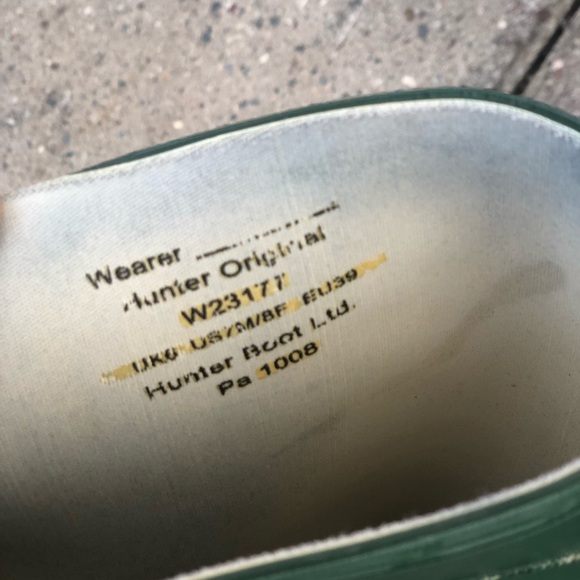 Wearer
Hunter Original
W23177
UK6 US7M/8F EU39
Hunter Boot Ltd.
Pa 1008